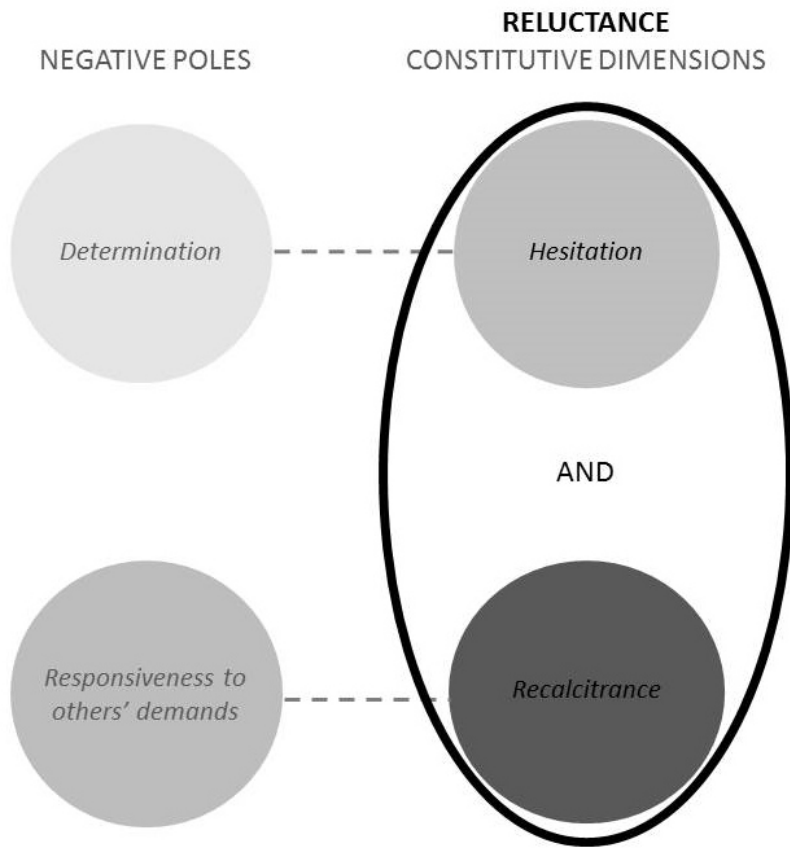 RELUCTANCE
NEGATIVE POLES
CONSTITUTIVE DIMENSIONS
Determination
Hesitation
AND
Responsiveness to
others’ demands
Recalcitrance